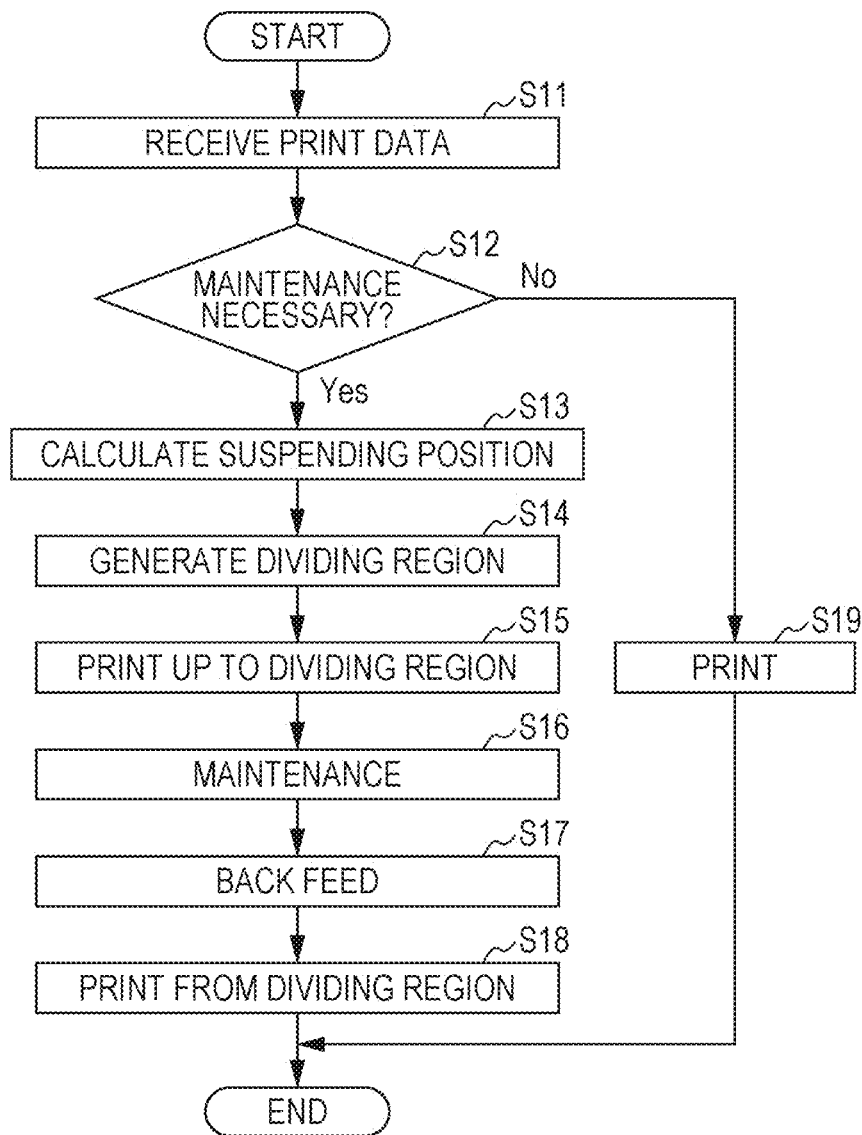 START
S11
RECEIVE PRINT DATA
S12
MAINTENANCE
NECESSARY?
No
Yes
S13
CALCULATE SUSPENDING POSITION
S14
GENERATE DIVIDING REGION
S15
PRINT UP TO DIVIDING REGION
S19
PRINT
S16
MAINTENANCE
S17
BACK FEED
S18
PRINT FROM DIVIDING REGION
END